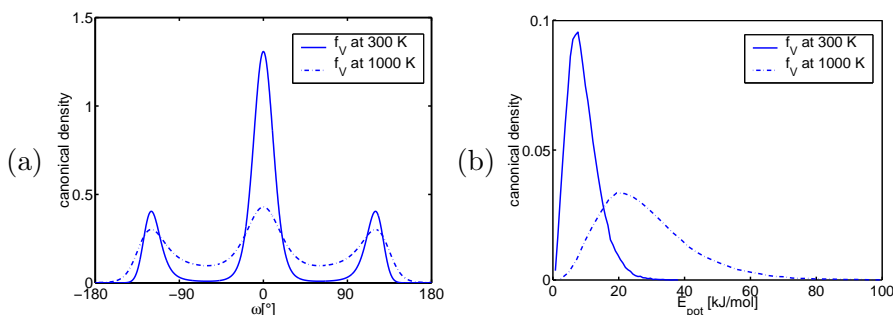 (a)
canonical density
1.5
1
0.5
0
−180 −90 0 90 180
ω[°]
f_V at 300 K
f_V at 1000 K
(b)
canonical density
0.1
0.05
0
0 20 40 60 80 100
E_pot [kJ/mol]
f_V at 300 K
f_V at 1000 K